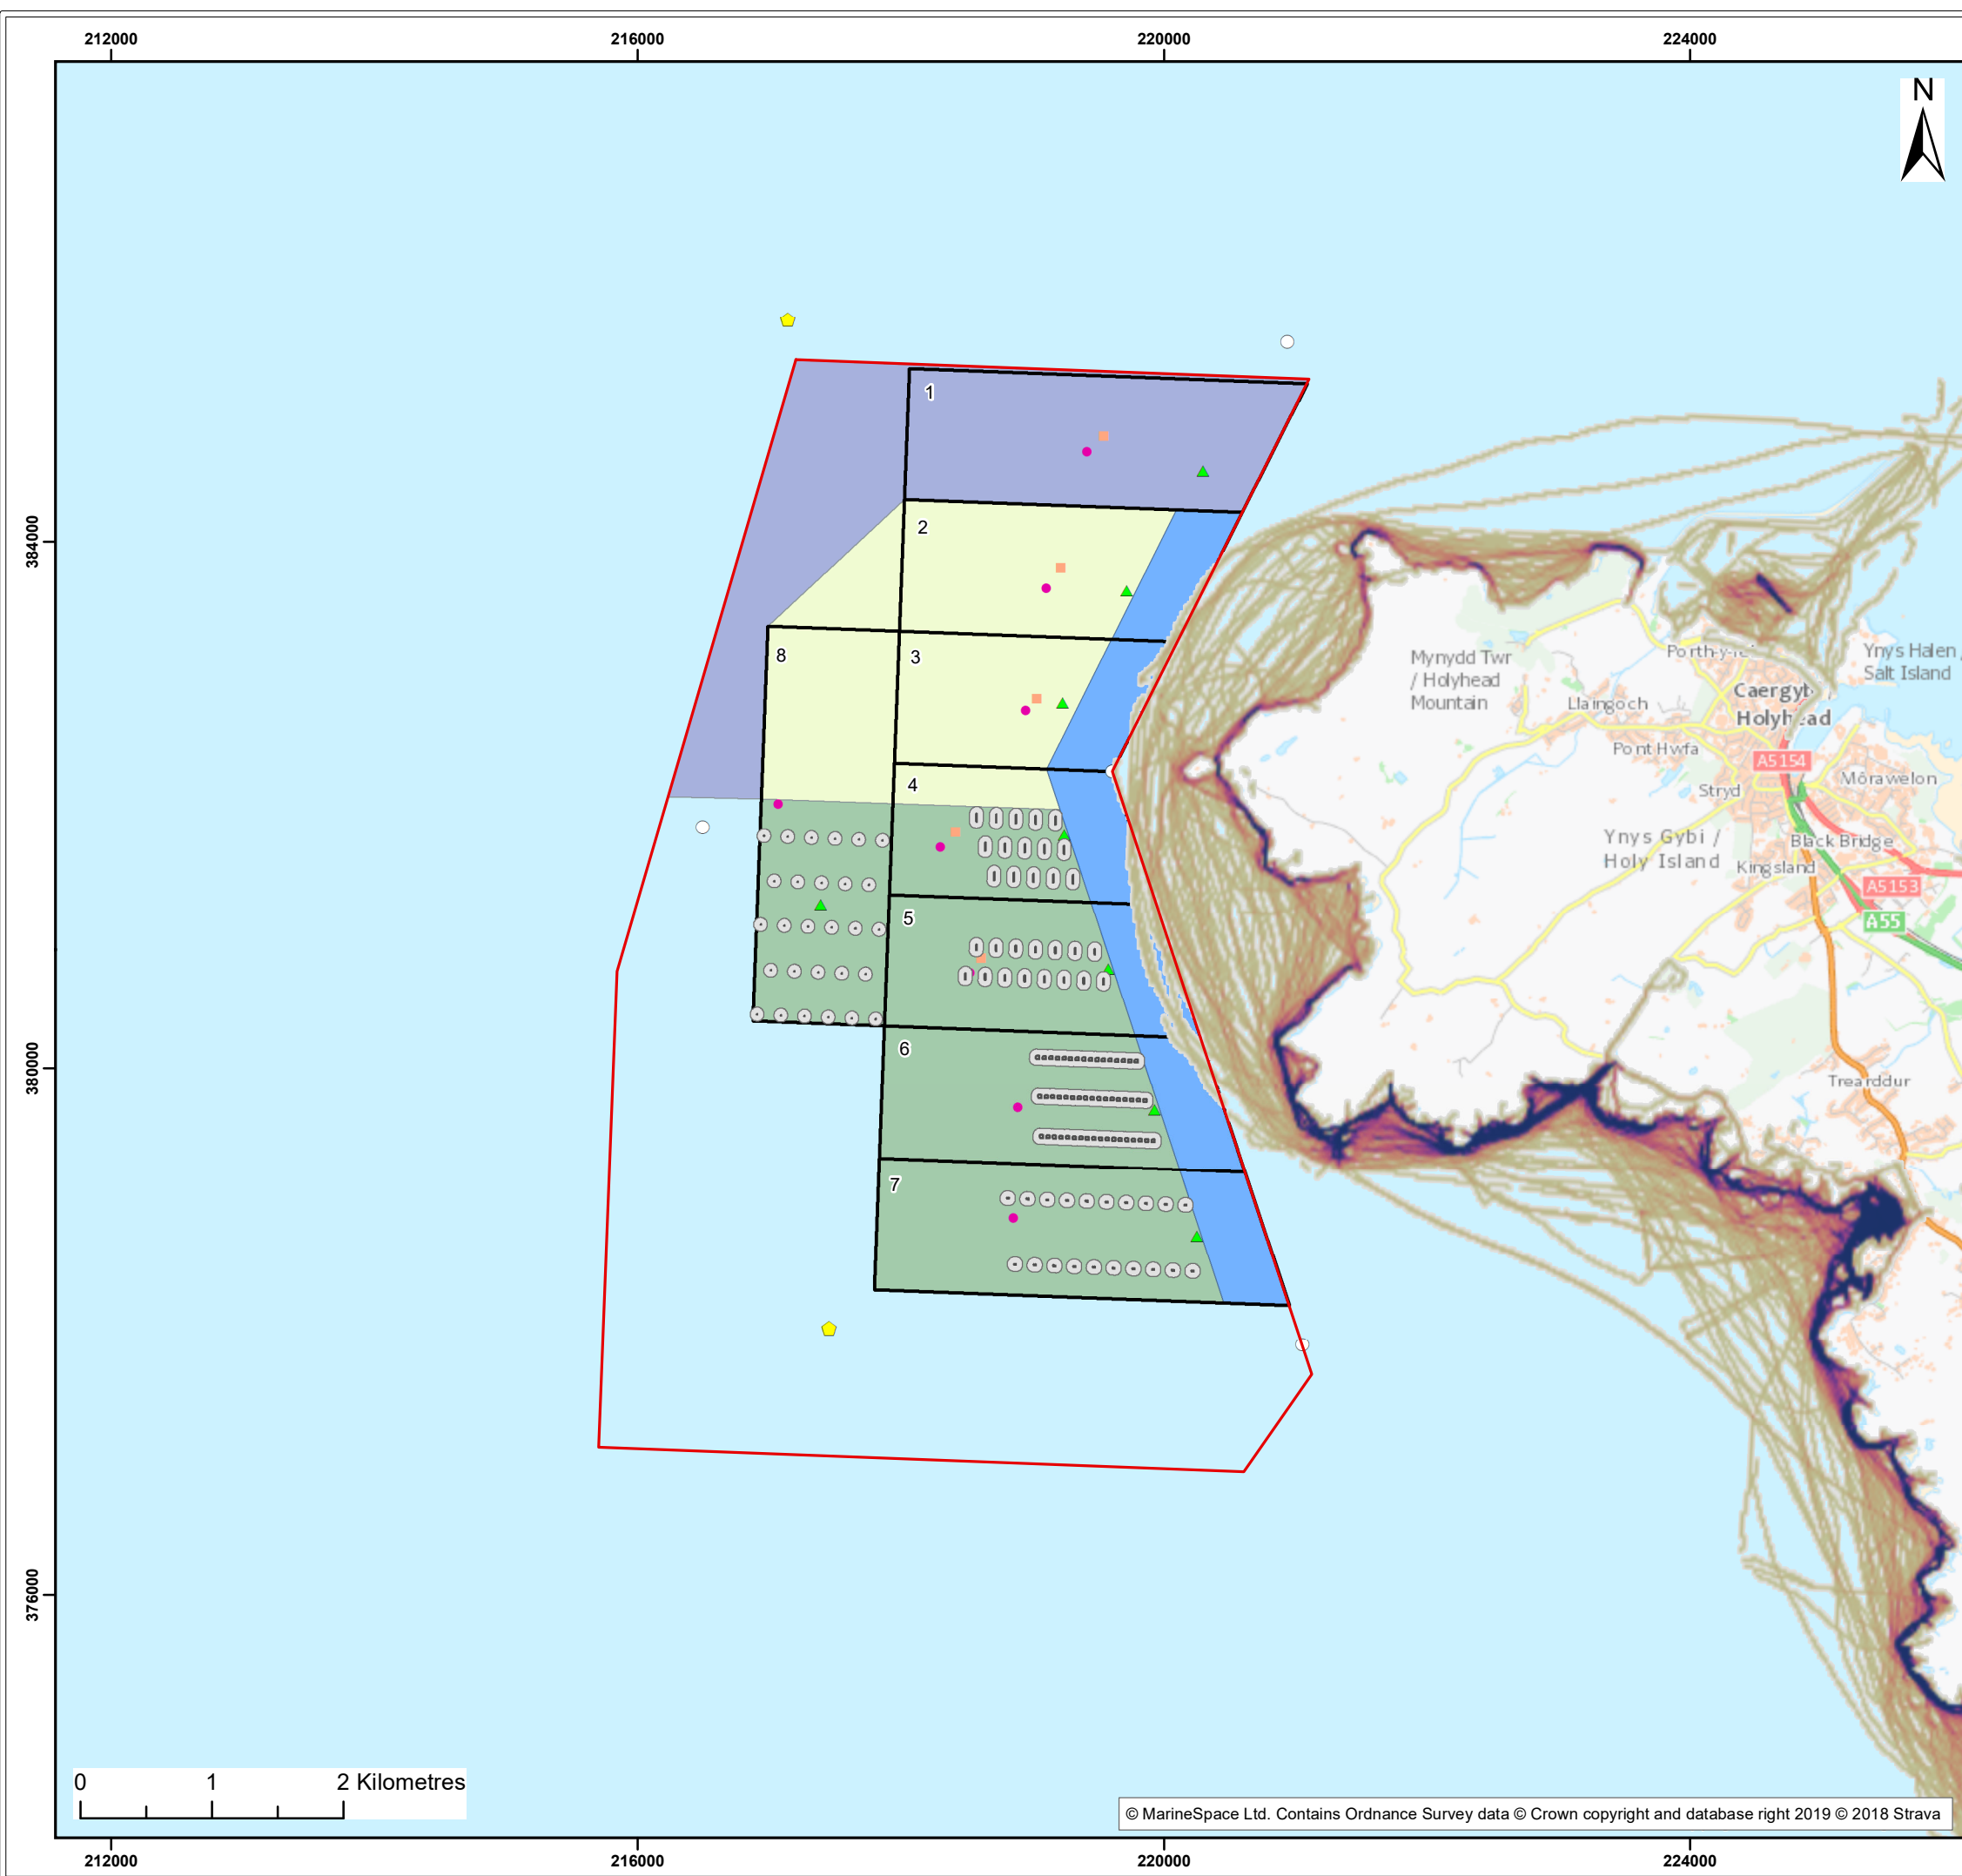 212000
216000
220000
224000
N
384000
380000
376000
1
2
3
8
4
5
6
7
Mynydd Twr
/ Holyhead
Mountain
Ynys Halen
Salt Island
Holyhead
Llaingoch
Pont Hwfa
A5154
Morawelon
Stryd
Ynys Gybi /
Holy Island
Black Bridge
Kingsland
A5153
A55
Trearddur
0 1 2 Kilometres
© MarineSpace Ltd. Contains Ordnance Survey data © Crown copyright and database right 2019 © 2018 Strava
212000
216000
220000
224000